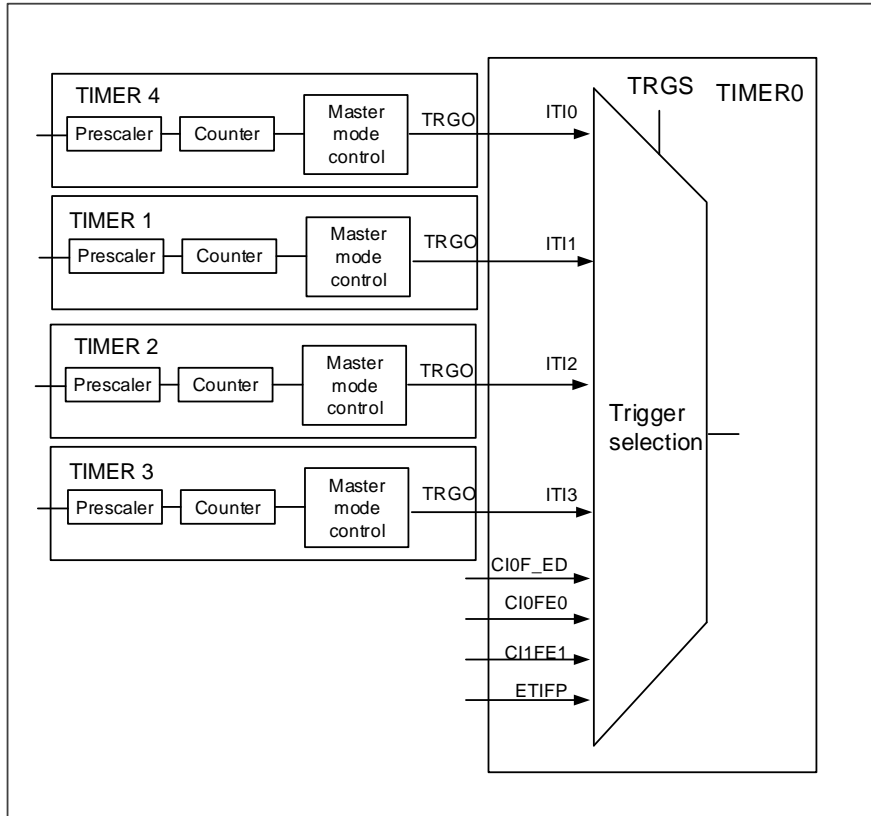 TIMER 4
Prescaler
Counter
Master
mode
control
TRGO
ITI0
TRGS
TIMER0
TIMER 1
Prescaler
Counter
Master
mode
control
TRGO
ITI1
TIMER 2
Prescaler
Counter
Master
mode
control
TRGO
ITI2
Trigger
selection
TIMER 3
Prescaler
Counter
Master
mode
control
TRGO
ITI3
CI0F_ED
CI0FE0
CI1FE1
ETIFP